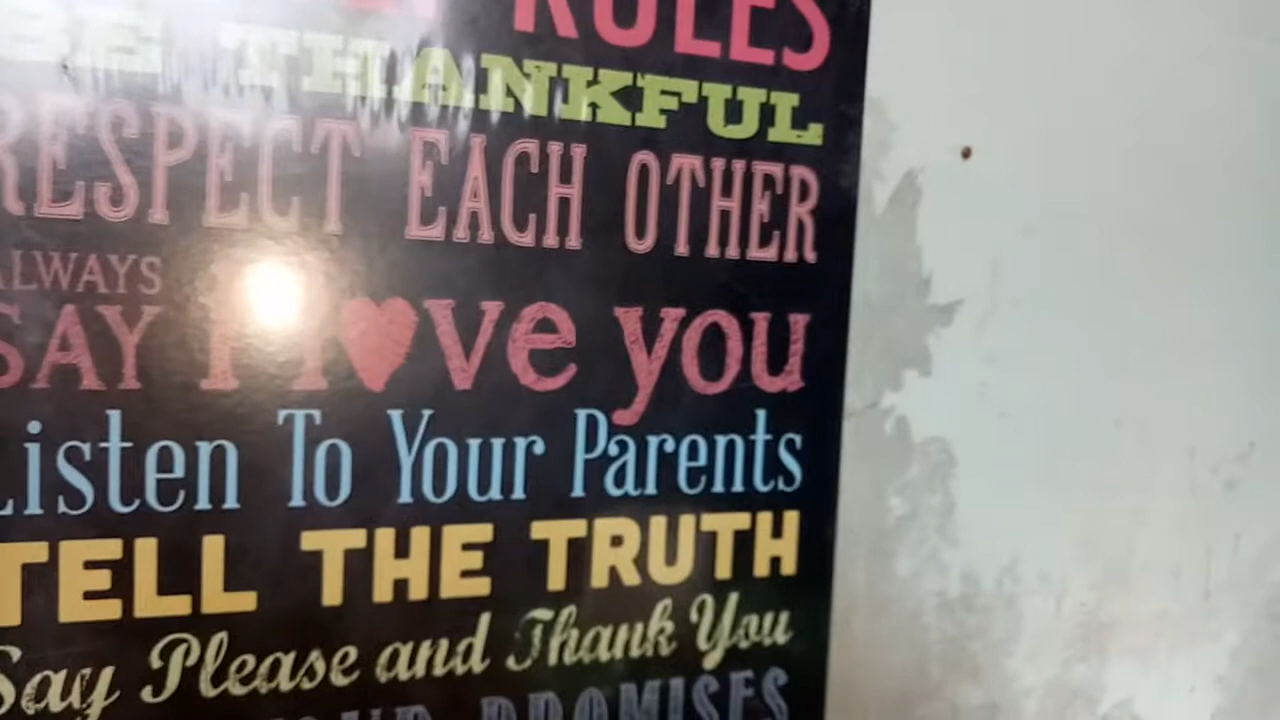 RULES
BE THANKFUL
RESPECT EACH OTHER
ALWAYS
SAY I l♥ve you
Listen To Your Parents
TELL THE TRUTH
Say Please and Thank You
YOUR PROMISES